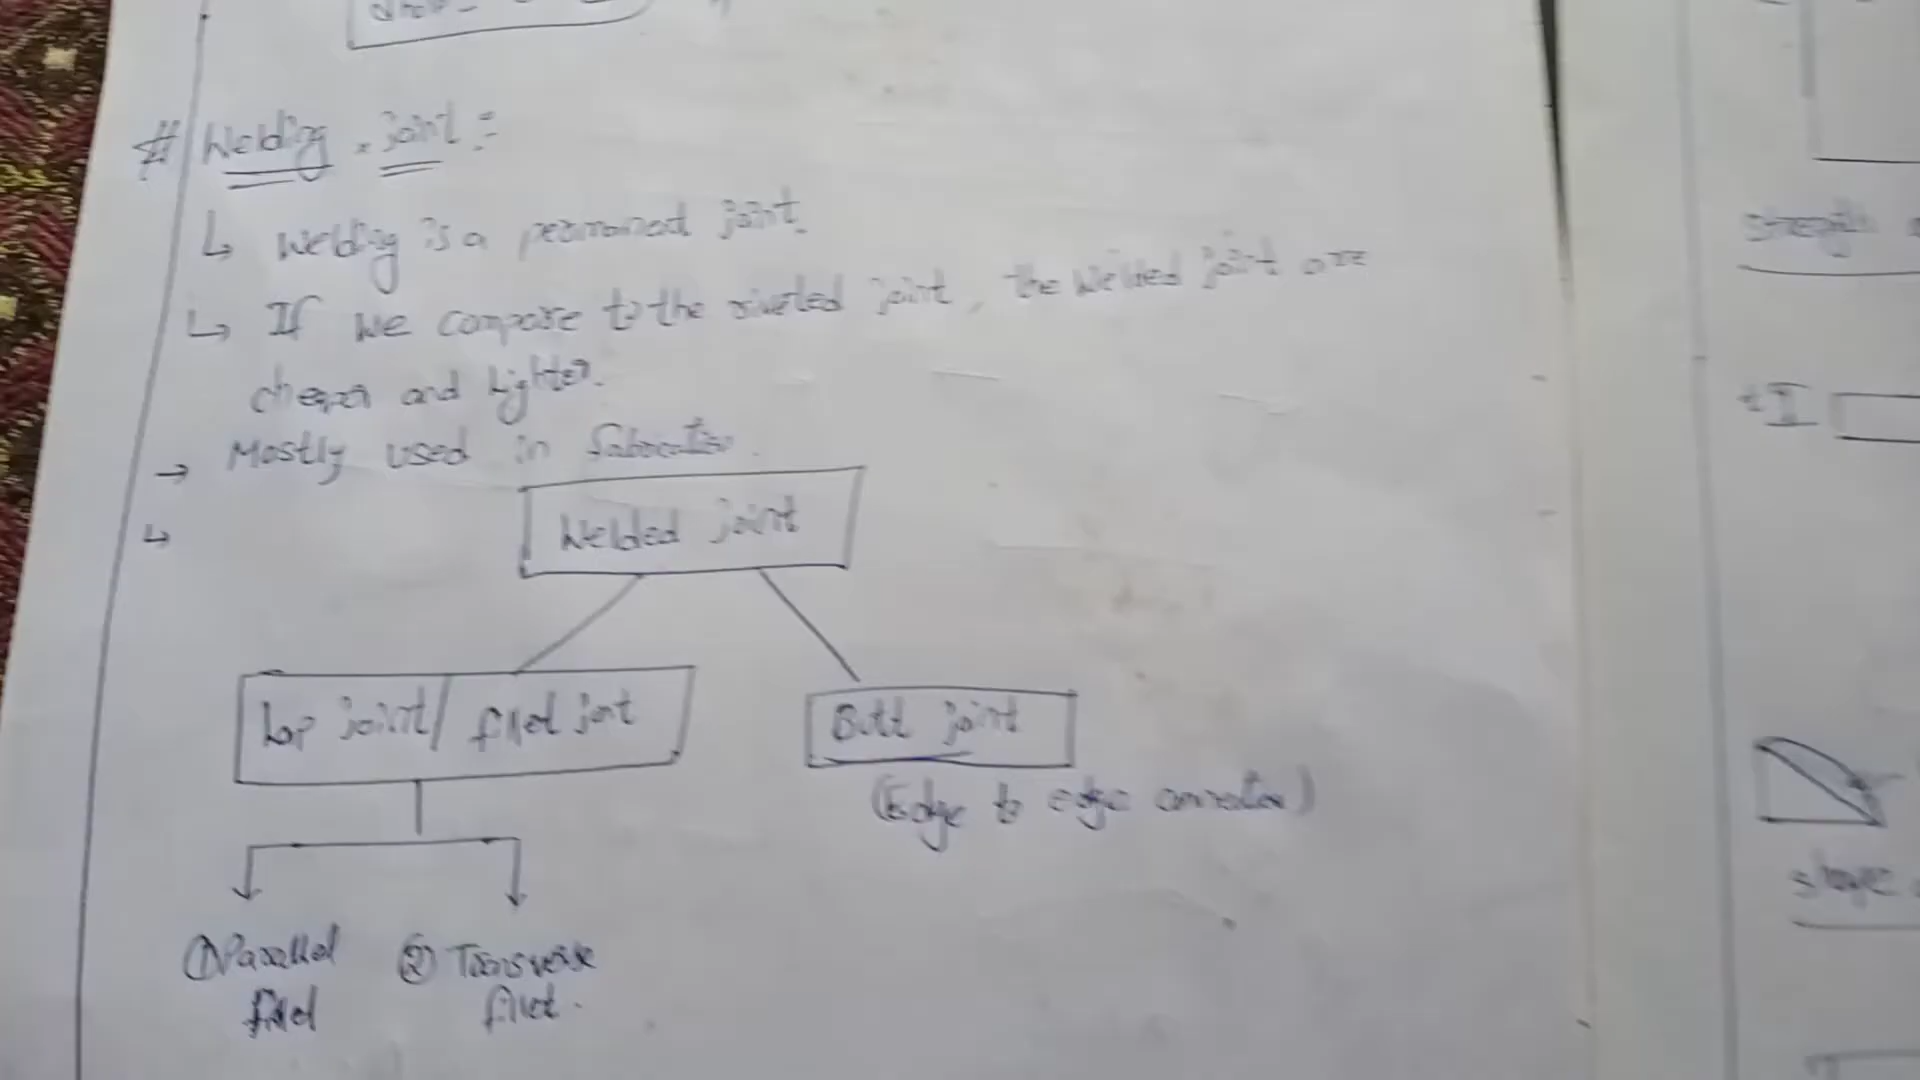 # Welding joint :-
↳ Welding is a permanent joint.
↳ If we compare to the riveted joint, the Welded joint are
cheaper and lighter.
→ Mostly used in fabrication.
↳
Welded joint
Lap joint / fillet joint
Butt joint
(Edge to edge connection)
① Parallel fillet
② Transverse fillet.
strength
t
shape